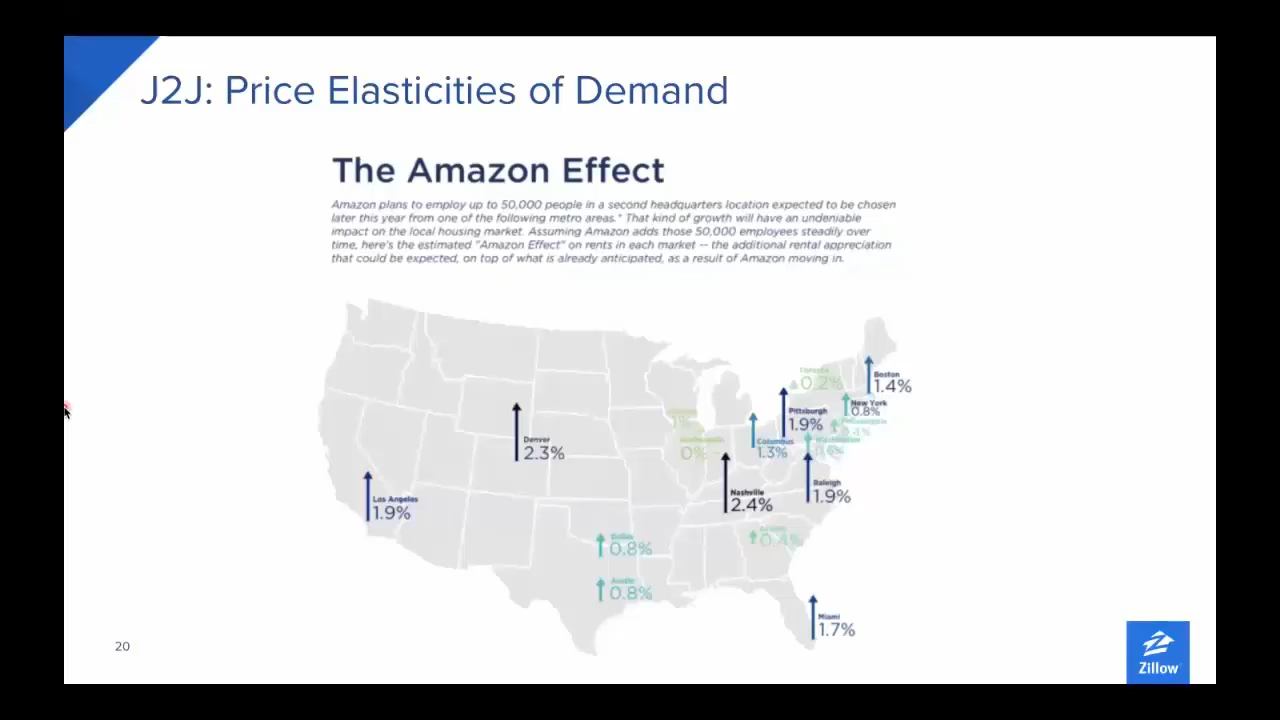 J2J: Price Elasticities of Demand
The Amazon Effect
Amazon plans to employ up to 50,000 people in a second headquarters location expected to be chosen
later this year from one of the following metro areas.* That kind of growth will have an undeniable
impact on the local housing market. Assuming Amazon adds those 50,000 employees steadily over
time, here's the estimated "Amazon Effect" on rents in each market -- the additional rental appreciation
that could be expected, on top of what is already anticipated, as a result of Amazon moving in.
Toronto
0.2%
Boston
1.4%
New York
0.8%
Pittsburgh
1.9%
Philadelphia
Columbus
1.3%
Washington
Denver
2.3%
0%
Nashville
2.4%
Raleigh
1.9%
Los Angeles
1.9%
Dallas
0.8%
Atlanta
0.4%
Austin
0.8%
Miami
1.7%
20
Zillow